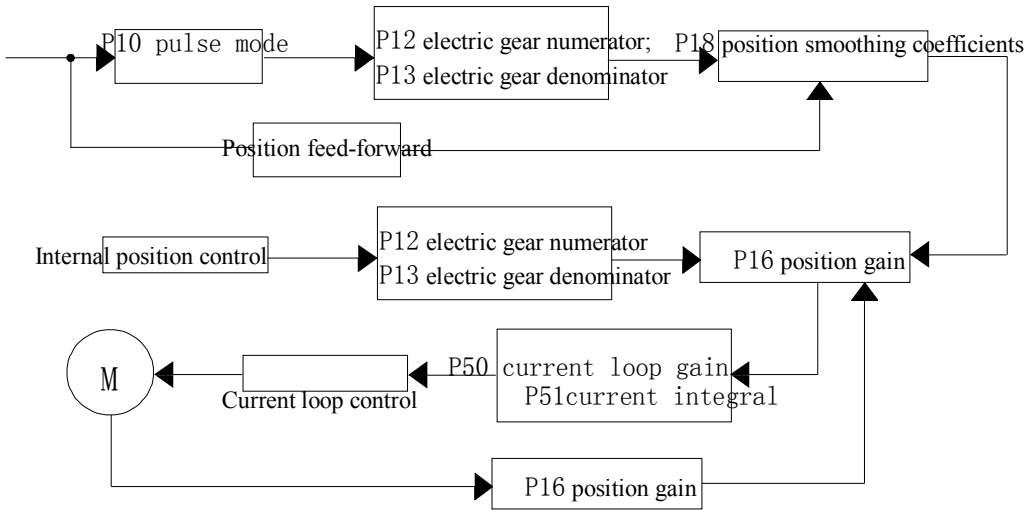 P10 pulse mode
P12 electric gear numerator;
P13 electric gear denominator
P18 position smoothing coefficients
Position feed-forward
Internal position control
P12 electric gear numerator
P13 electric gear denominator
P16 position gain
M
Current loop control
P50 current loop gain
P51current integral
P16 position gain